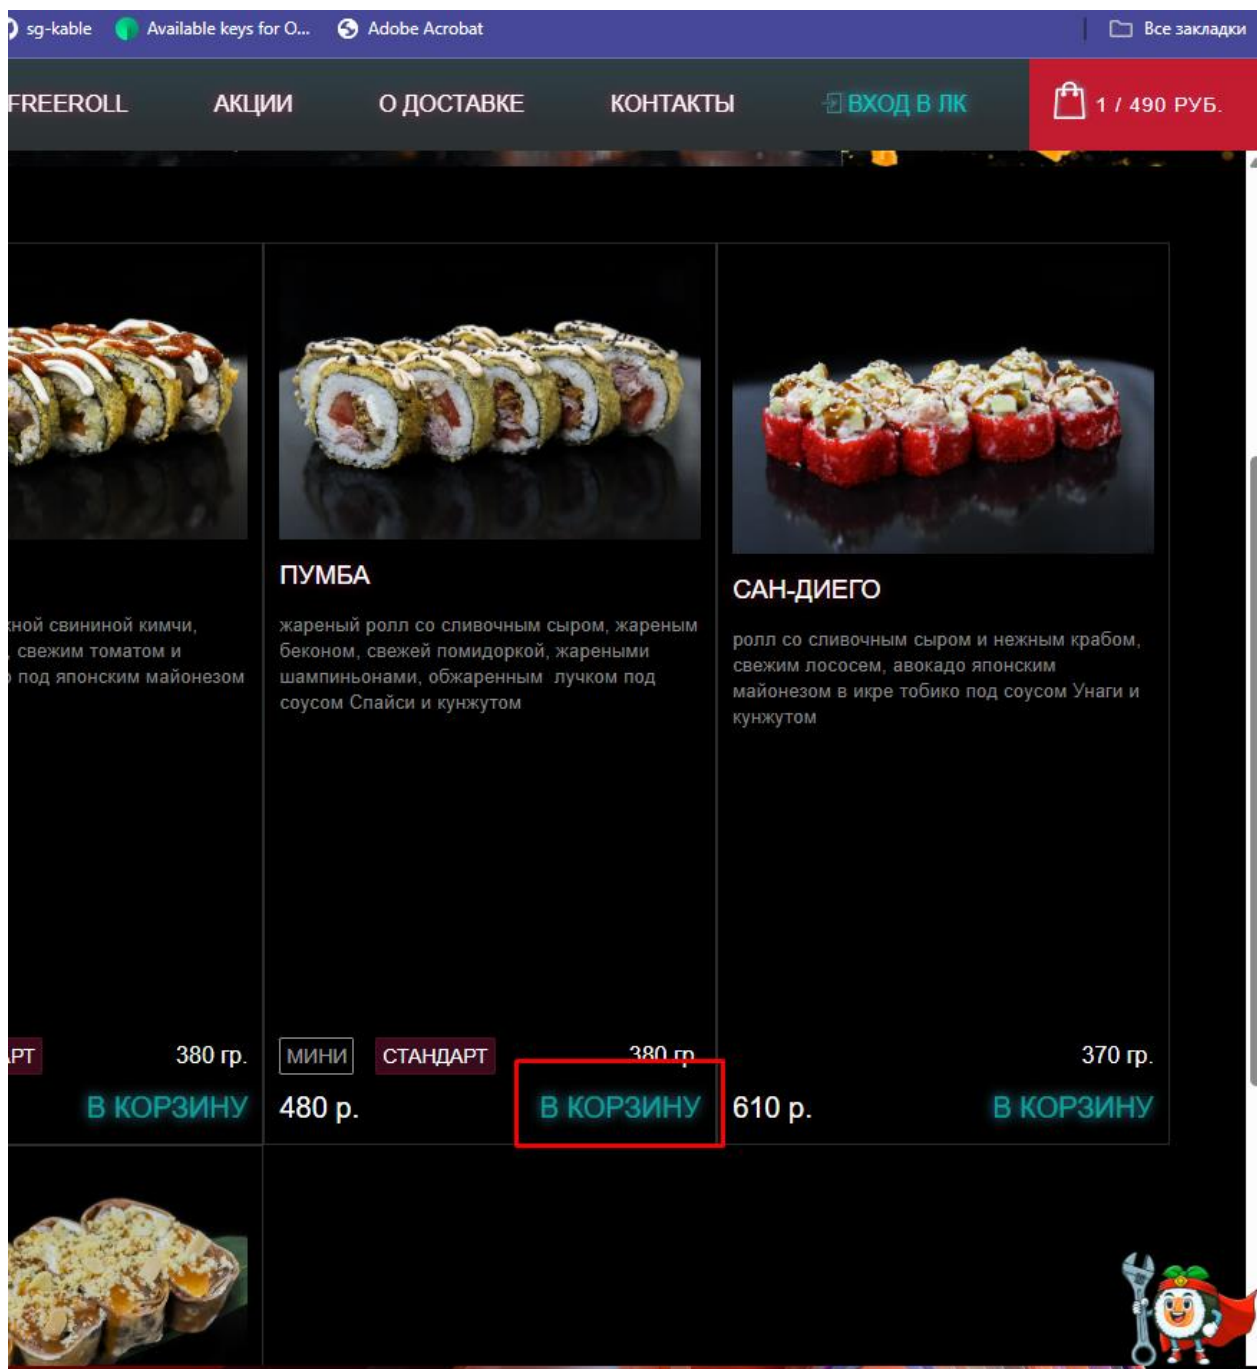 sg-kable Available keys for O... Adobe Acrobat Все закладки
FREEROLL АКЦИИ О ДОСТАВКЕ КОНТАКТЫ ВХОД В ЛК 1 / 490 РУБ.
свининой кимчи,
свежим томатом и
под японским майонезом
380 гр.
В КОРЗИНУ
ПУМБА
жареный ролл со сливочным сыром, жареным
беконом, свежей помидоркой, жареными
шампиньонами, обжаренным лучком под
соусом Спайси и кунжутом
МИНИ СТАНДАРТ 380 гр.
480 р. В КОРЗИНУ
САН-ДИЕГО
ролл со сливочным сыром и нежным крабом,
свежим лососем, авокадо японским
майонезом в икре тобико под соусом Унаги и
кунжутом
370 гр.
610 р. В КОРЗИНУ